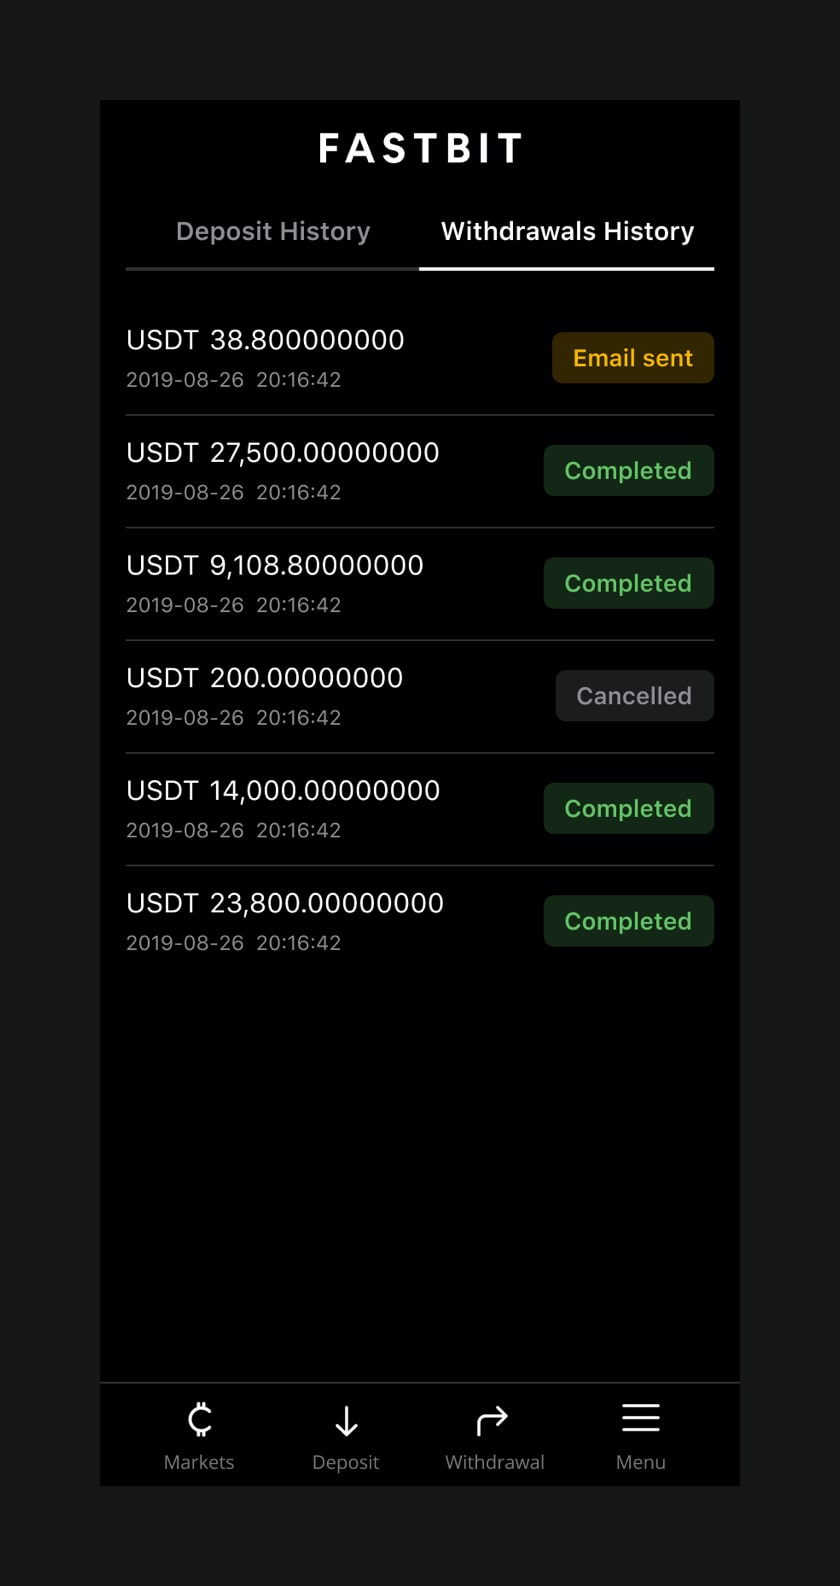 FASTBIT
Deposit History
Withdrawals History
USDT 38.800000000
Email sent
2019-08-26 20:16:42
USDT 27,500.00000000
Completed
2019-08-26 20:16:42
USDT 9,108.80000000
Completed
2019-08-26 20:16:42
USDT 200.00000000
Cancelled
2019-08-26 20:16:42
USDT 14,000.00000000
Completed
2019-08-26 20:16:42
USDT 23,800.00000000
Completed
2019-08-26 20:16:42
Markets
Deposit
Withdrawal
Menu